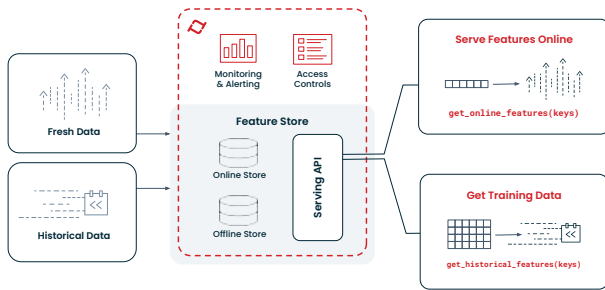 Fresh Data
Historical Data
Monitoring
& Alerting
Access
Controls
Feature Store
Online Store
Offline Store
Serving API
Serve Features Online
get_online_features(keys)
Get Training Data
get_historical_features(keys)